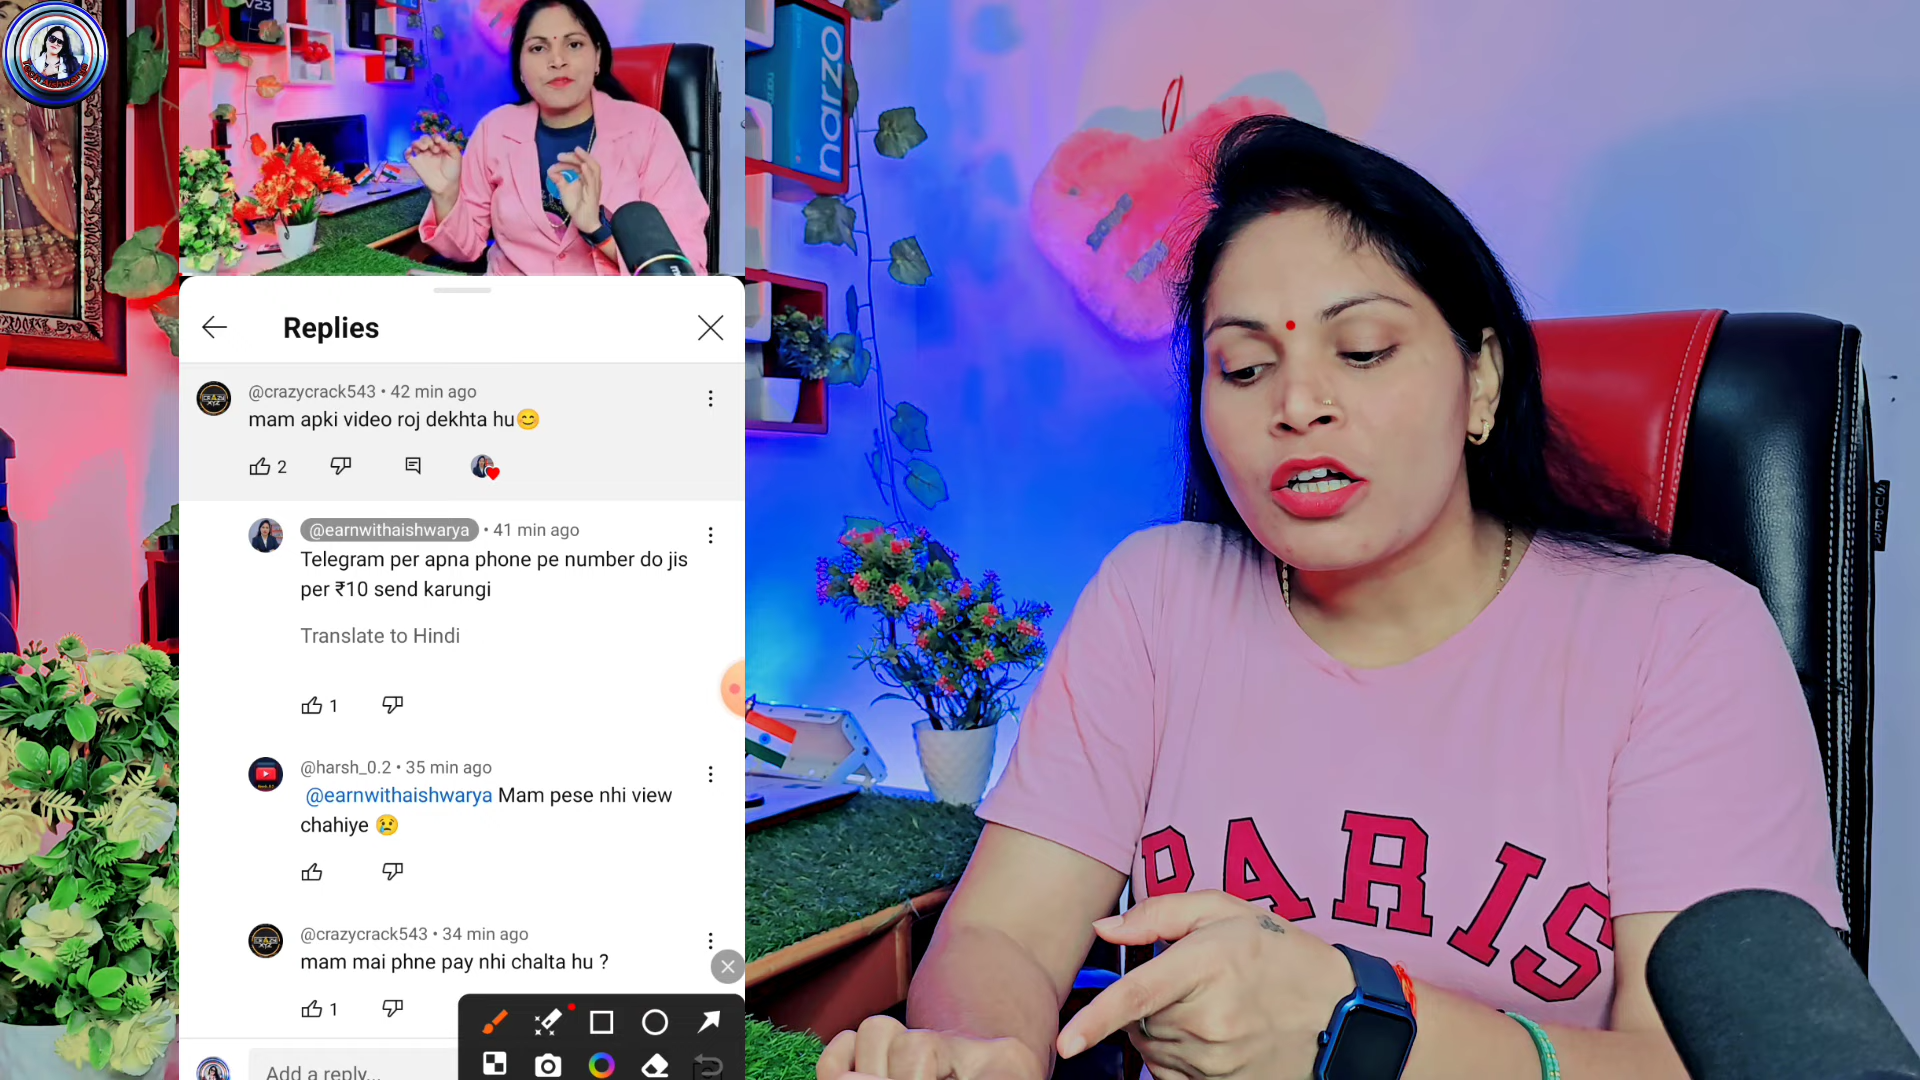 V23
narzo
Replies
@crazycrack543 • 42 min ago
mam apki video roj dekhta hu😊
2
@earnwithaishwarya • 41 min ago
Telegram per apna phone pe number do jis
per ₹10 send karungi
Translate to Hindi
1
@harsh_0.2 • 35 min ago
@earnwithaishwarya Mam pese nhi view
chahiye 😢
@crazycrack543 • 34 min ago
mam mai phne pay nhi chalta hu ?
1
Add a reply...
PARIS
SUPER